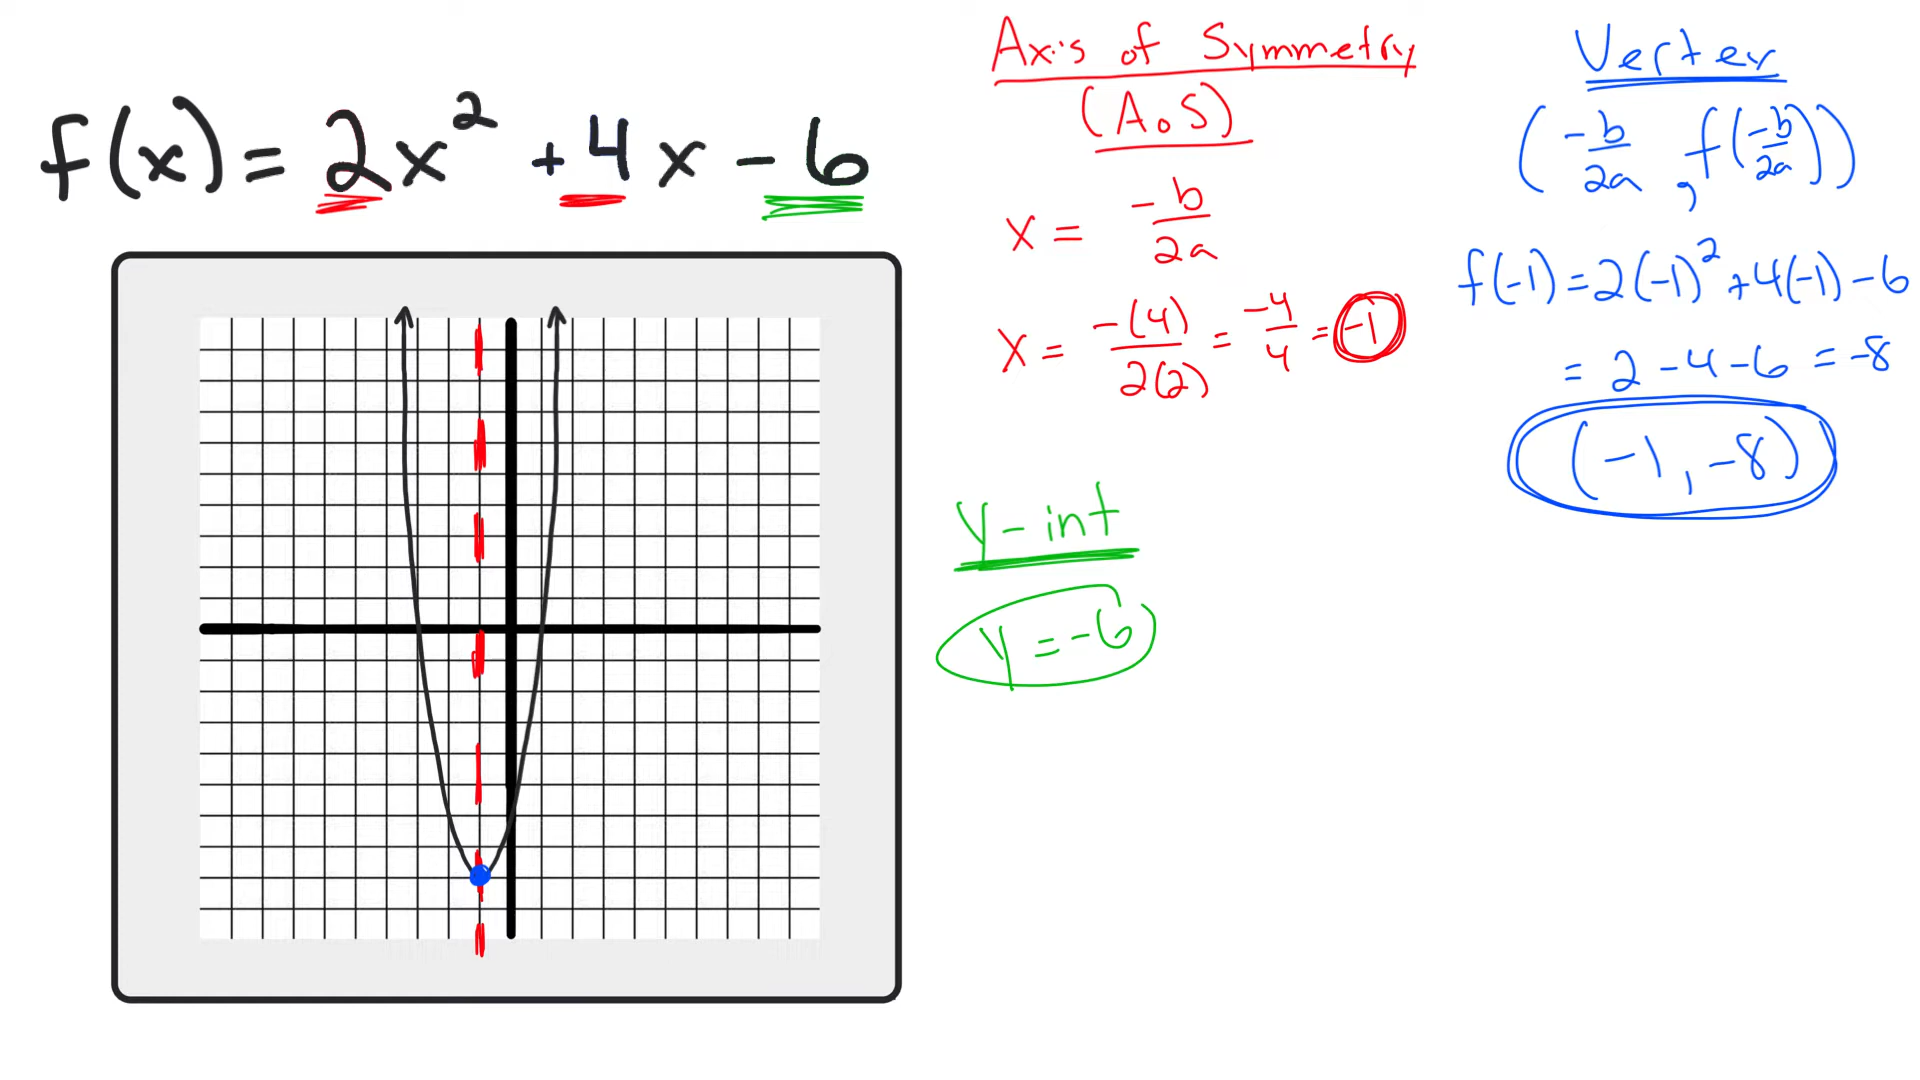 f(x) = 2x² + 4x - 6
Axis of Symmetry
(AoS)
x = -b/2a
x = -(4)/2(2) = -4/4 = -1
y-int
y = -6
Vertex
(-b/2a, f(-b/2a))
f(-1) = 2(-1)² + 4(-1) - 6
= 2 - 4 - 6 = -8
(-1, -8)